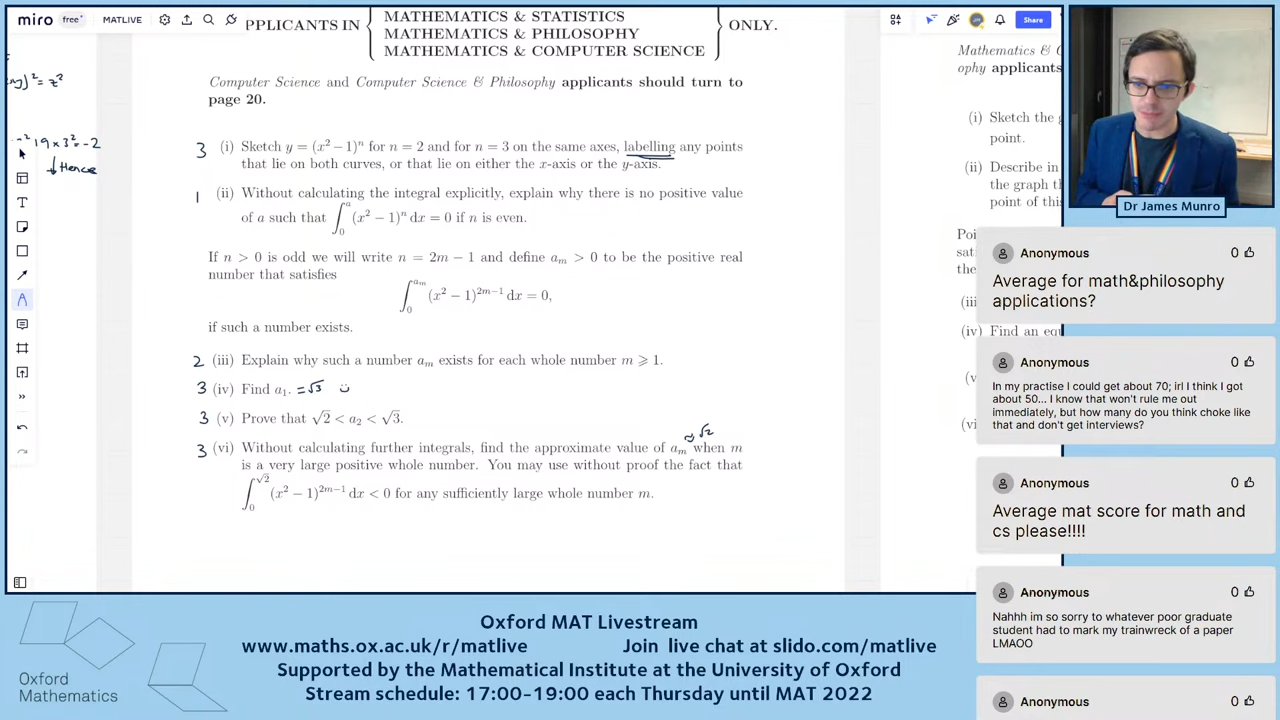 miro free
MATLIVE
Share
ng)² = z²
19 x 3² = -2
↓ Hence
PPLICANTS IN { MATHEMATICS & STATISTICS
MATHEMATICS & PHILOSOPHY
MATHEMATICS & COMPUTER SCIENCE } ONLY.
Computer Science and Computer Science & Philosophy applicants should turn to
page 20.
3 (i) Sketch y = (x² − 1)ⁿ for n = 2 and for n = 3 on the same axes, labelling any points
that lie on both curves, or that lie on either the x-axis or the y-axis.
1 (ii) Without calculating the integral explicitly, explain why there is no positive value
of a such that ∫₀ᵃ (x² − 1)ⁿ dx = 0 if n is even.
If n > 0 is odd we will write n = 2m − 1 and define aₘ > 0 to be the positive real
number that satisfies
∫₀^{aₘ} (x² − 1)^{2m−1} dx = 0,
if such a number exists.
2 (iii) Explain why such a number aₘ exists for each whole number m ⩾ 1.
3 (iv) Find a₁. = √3 :)
3 (v) Prove that √2 < a₂ < √3.
≈ √2
3 (vi) Without calculating further integrals, find the approximate value of aₘ when m
is a very large positive whole number. You may use without proof the fact that
∫₀^{√2} (x² − 1)^{2m−1} dx < 0 for any sufficiently large whole number m.
Mathematics & C
ophy applicants
(i) Sketch the g
point.
(ii) Describe in
the graph t
point of this
Poi
sat
the
(iii
(iv) Find an equ
(v
(vi
Dr James Munro
Anonymous 0
Average for math&philosophy
applications?
Anonymous 0
In my practise I could get about 70; irl I think I got
about 50... I know that won't rule me out
immediately, but how many do you think choke like
that and don't get interviews?
Anonymous 0
Average mat score for math and
cs please!!!!
Anonymous 0
Nahhh im so sorry to whatever poor graduate
student had to mark my trainwreck of a paper
LMAOO
Anonymous 0
Oxford
Mathematics
Oxford MAT Livestream
www.maths.ox.ac.uk/r/matlive Join live chat at slido.com/matlive
Supported by the Mathematical Institute at the University of Oxford
Stream schedule: 17:00-19:00 each Thursday until MAT 2022